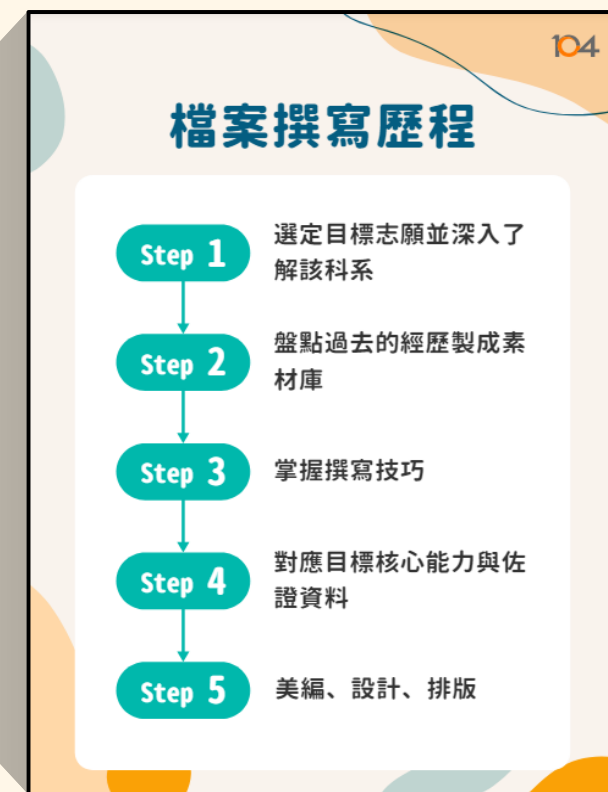 104
檔案撰寫歷程
Step 1
選定目標志願並深入了
解該科系
Step 2
盤點過去的經歷製成素
材庫
Step 3
掌握撰寫技巧
Step 4
對應目標核心能力與佐
證資料
Step 5
美編、設計、排版